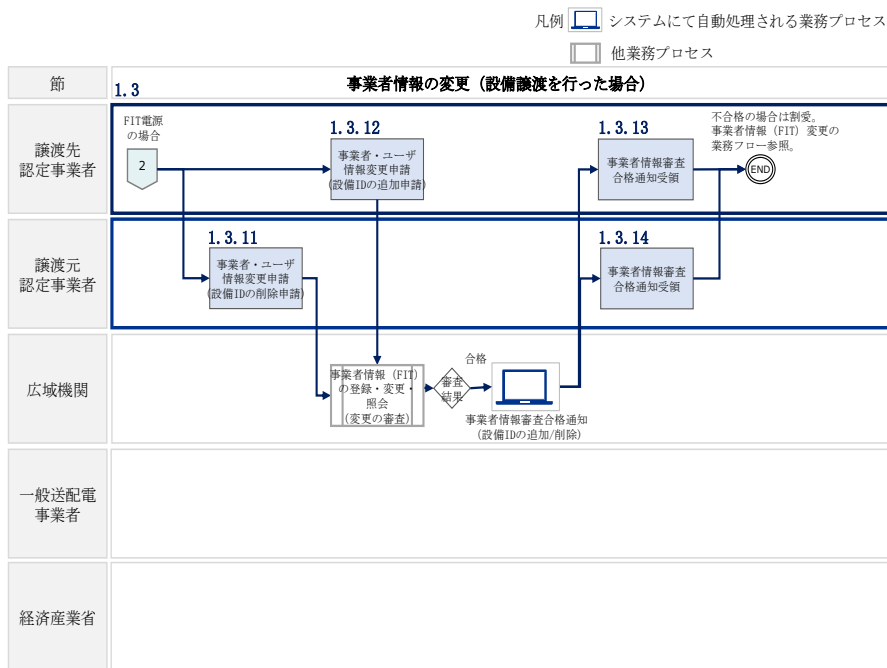 凡例
システムにて自動処理される業務プロセス
他業務プロセス
節
1.3
事業者情報の変更（設備譲渡を行った場合）
譲渡先
認定事業者
FIT電源
の場合
2
1.3.12
事業者・ユーザ
情報変更申請
(設備IDの追加申請)
1.3.13
事業者情報審査
合格通知受領
不合格の場合は割愛。
事業者情報（FIT）変更の
業務フロー参照。
END
譲渡元
認定事業者
1.3.11
事業者・ユーザ
情報変更申請
(設備IDの削除申請)
1.3.14
事業者情報審査
合格通知受領
広域機関
事業者情報（FIT）
の登録・変更・
照会
(変更の審査)
審査
結果
合格
事業者情報審査合格通知
(設備IDの追加/削除)
一般送配電
事業者
経済産業省